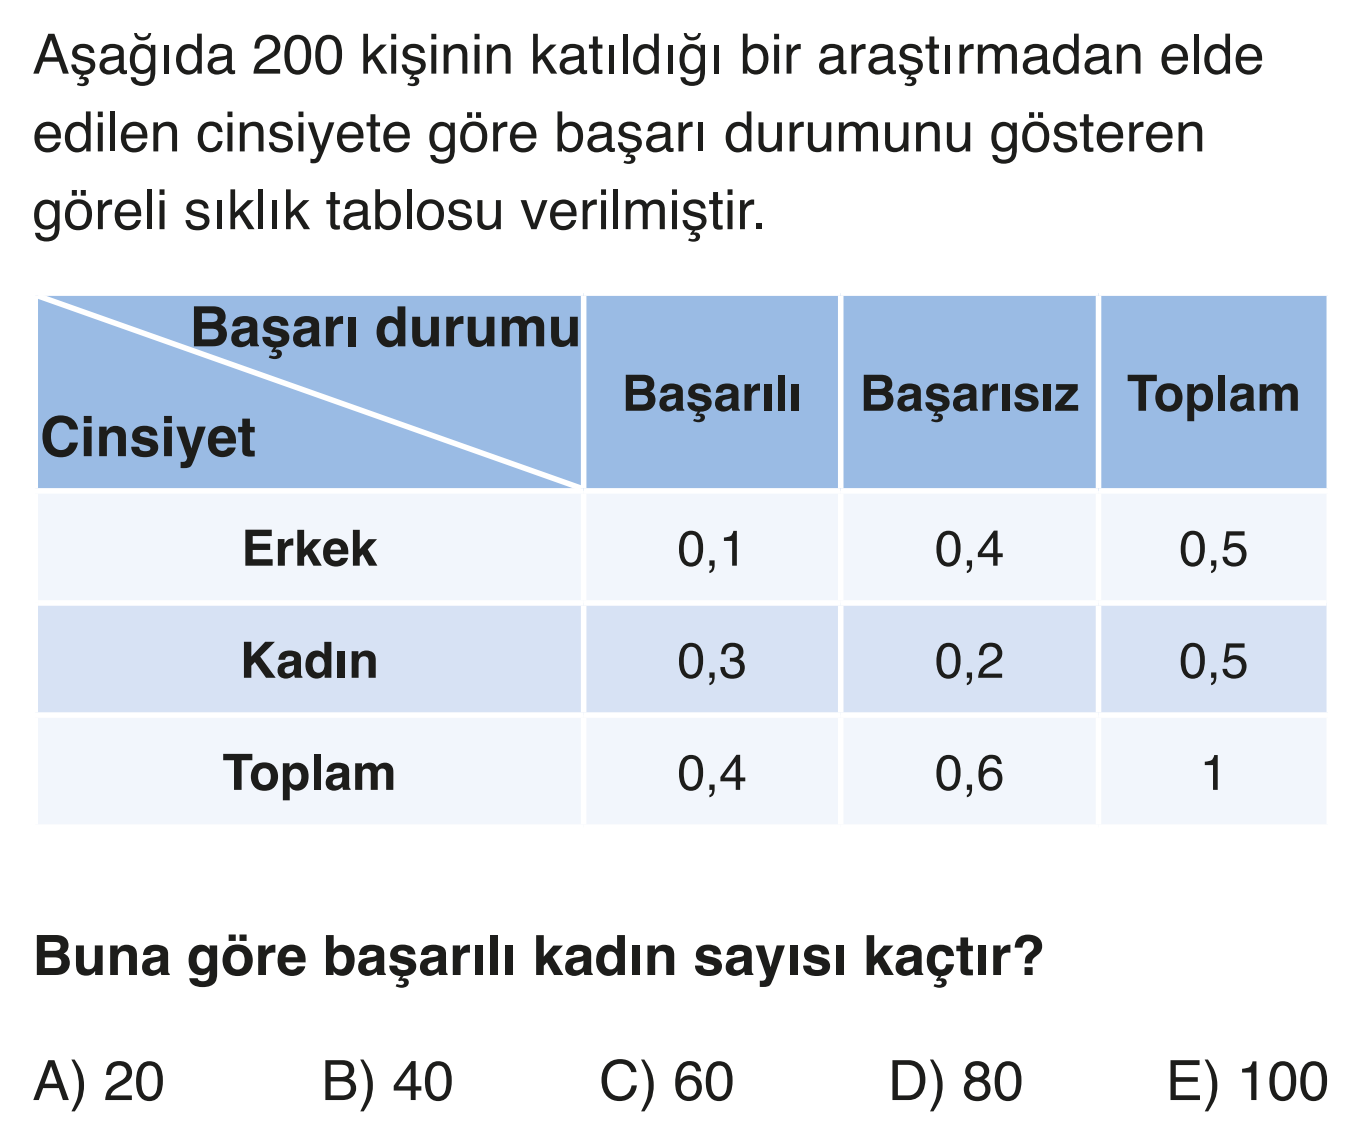 Aşağıda 200 kişinin katıldığı bir araştırmadan elde
edilen cinsiyete göre başarı durumunu gösteren
göreli sıklık tablosu verilmiştir.
Başarı durumu
Cinsiyet
Başarılı Başarısız Toplam
Erkek 0,1 0,4 0,5
Kadın 0,3 0,2 0,5
Toplam 0,4 0,6 1
Buna göre başarılı kadın sayısı kaçtır?
A) 20 B) 40 C) 60 D) 80 E) 100